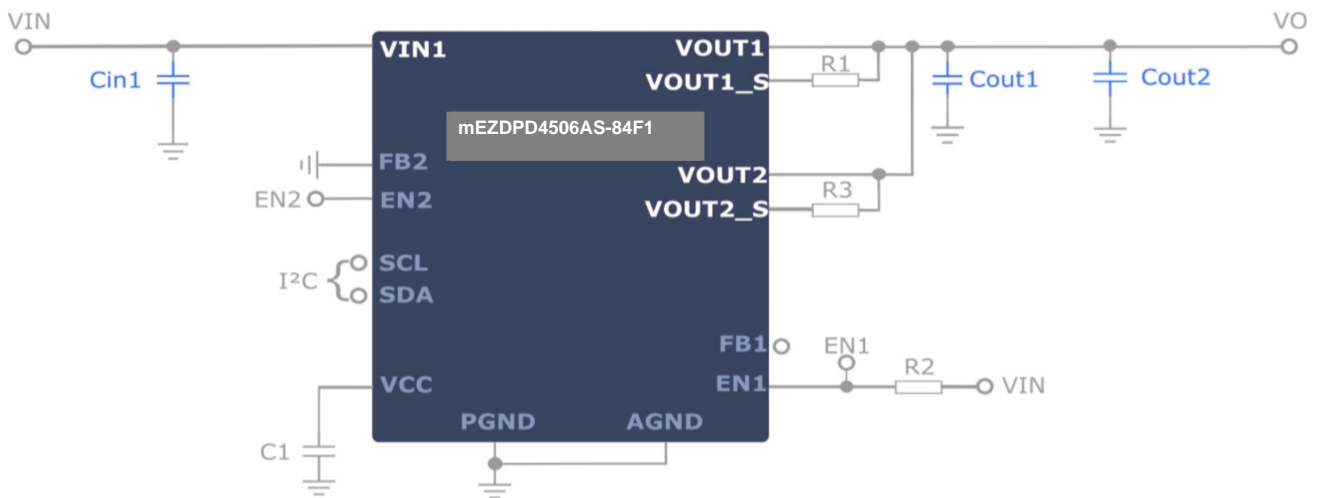 VIN
VO
VIN1
VOUT1
R1
Cin1
VOUT1_S
Cout1
Cout2
mEZDPD4506AS-84F1
FB2
VOUT2
EN2
EN2
R3
VOUT2_S
SCL
I²C
SDA
FB1
EN1
R2
VCC
EN1
VIN
PGND
AGND
C1